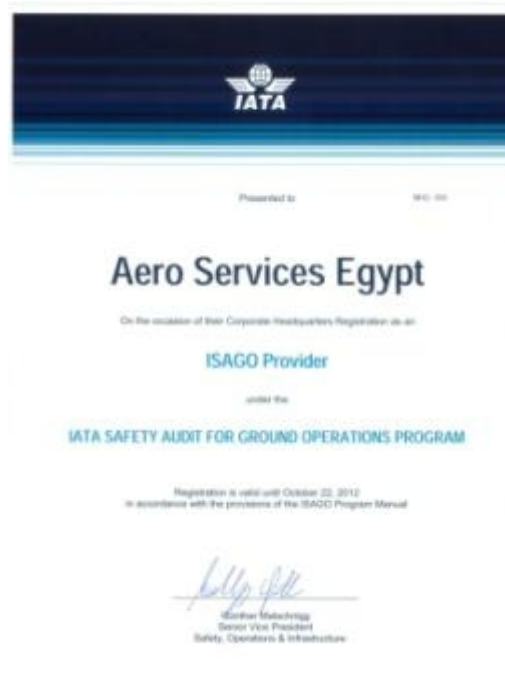 IATA
Presented to
Aero Services Egypt
On the occasion of their Corporate Headquarters Registration as an
ISAGO Provider
under the
IATA SAFETY AUDIT FOR GROUND OPERATIONS PROGRAM
Registration is valid until October 22, 2012
in accordance with the provisions of the ISAGO Program Manual
Senior Vice President
Safety, Operations & Infrastructure